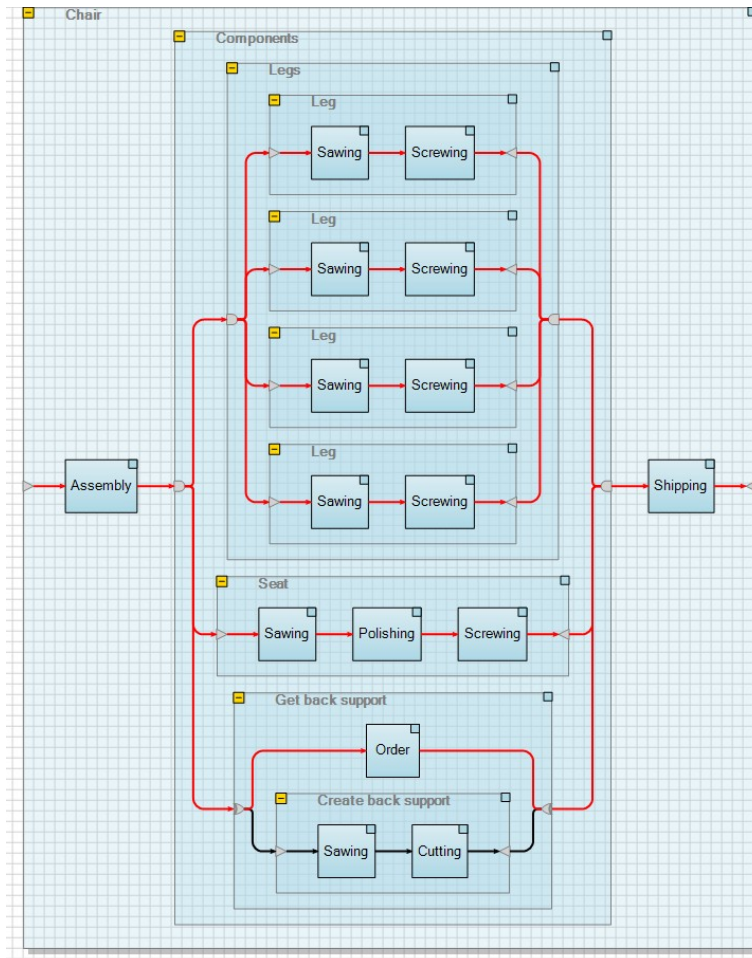 Chair
Components
Legs
Leg
Sawing Screwing
Leg
Sawing Screwing
Leg
Sawing Screwing
Leg
Assembly Shipping
Sawing Screwing
Seat
Sawing Polishing Screwing
Get back support
Order
Create back support
Sawing Cutting